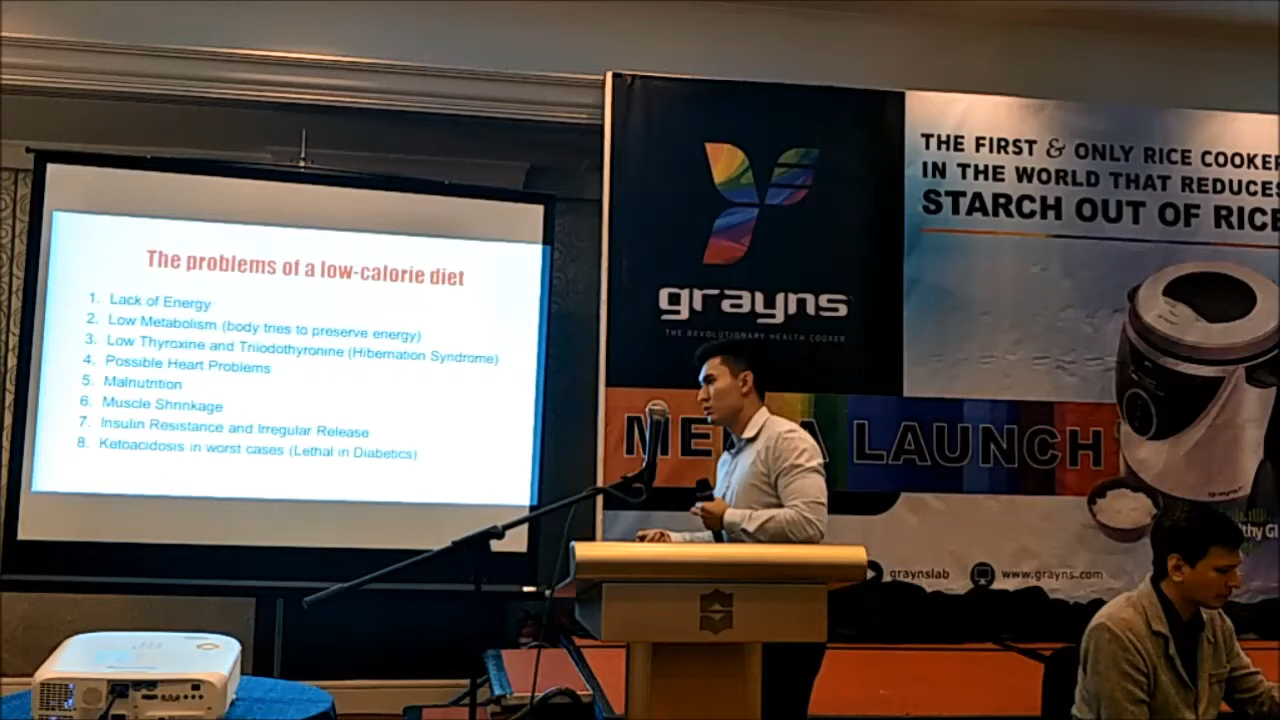 The problems of a low-calorie diet
1. Lack of Energy
2. Low Metabolism (body tries to preserve energy)
3. Low Thyroxine and Triiodothyronine (Hibernation Syndrome)
4. Possible Heart Problems
5. Malnutrition
6. Muscle Shrinkage
7. Insulin Resistance and Irregular Release
8. Ketoacidosis in worst cases (Lethal in Diabetics)
grayns
THE REVOLUTIONARY HEALTH COOKER
THE FIRST & ONLY RICE COOKER
IN THE WORLD THAT REDUCES
STARCH OUT OF RICE
LAUNCH
graynslab
www.grayns.com